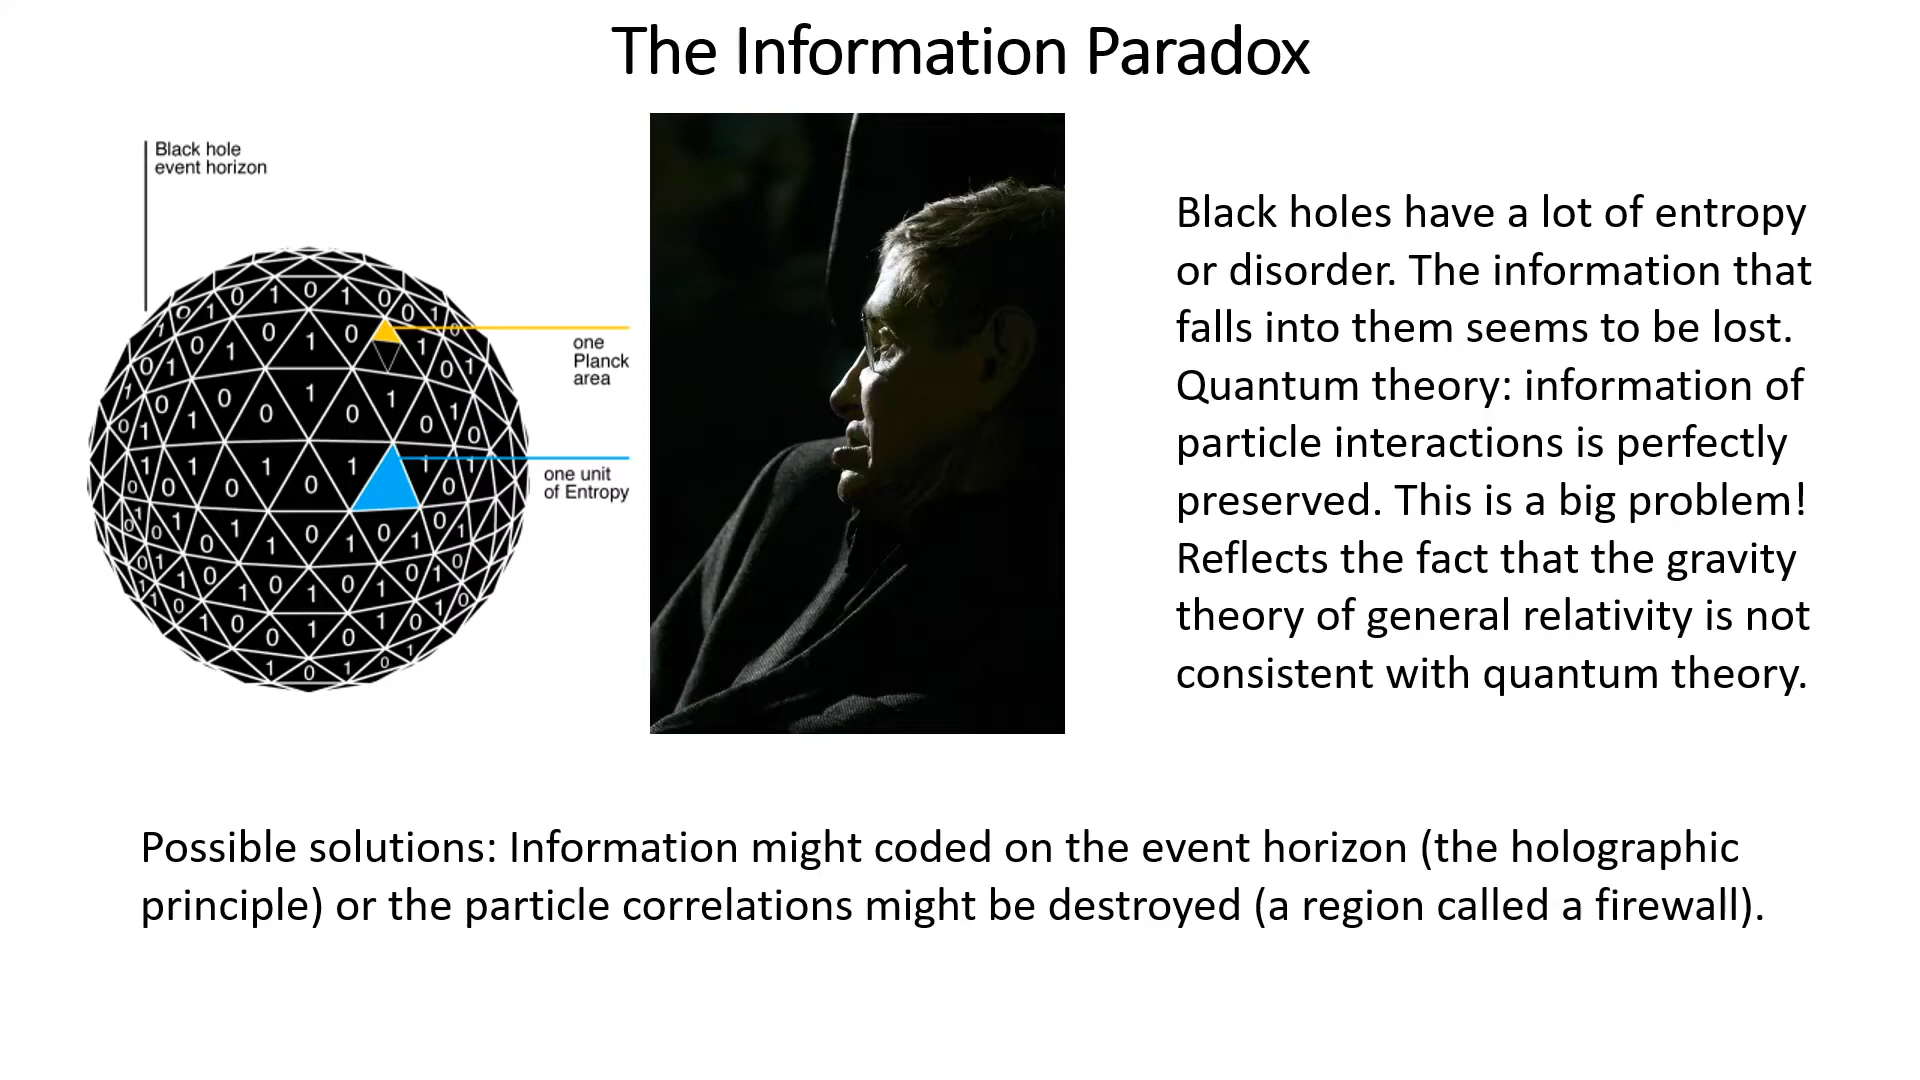 The Information Paradox
Black hole
event horizon
one
Planck
area
one unit
of Entropy
Black holes have a lot of entropy
or disorder. The information that
falls into them seems to be lost.
Quantum theory: information of
particle interactions is perfectly
preserved. This is a big problem!
Reflects the fact that the gravity
theory of general relativity is not
consistent with quantum theory.
Possible solutions: Information might coded on the event horizon (the holographic
principle) or the particle correlations might be destroyed (a region called a firewall).